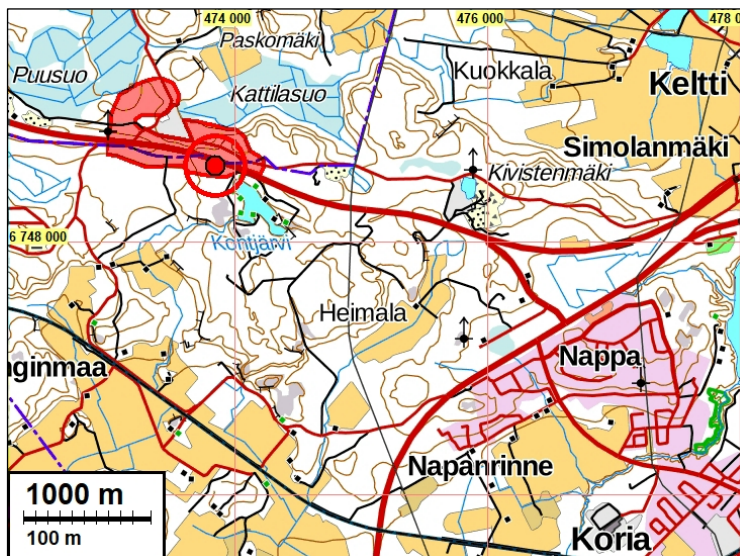 474 000
476 000
478 0
Paskomäki
Puusuo
Kuokkala
Keltti
Kattilasuo
Simolanmäki
Kivistenmäki
6 748 000
Kontjärvi
Heimala
nginmaa
Nappa
Napanrinne
1000 m
100 m
Koria